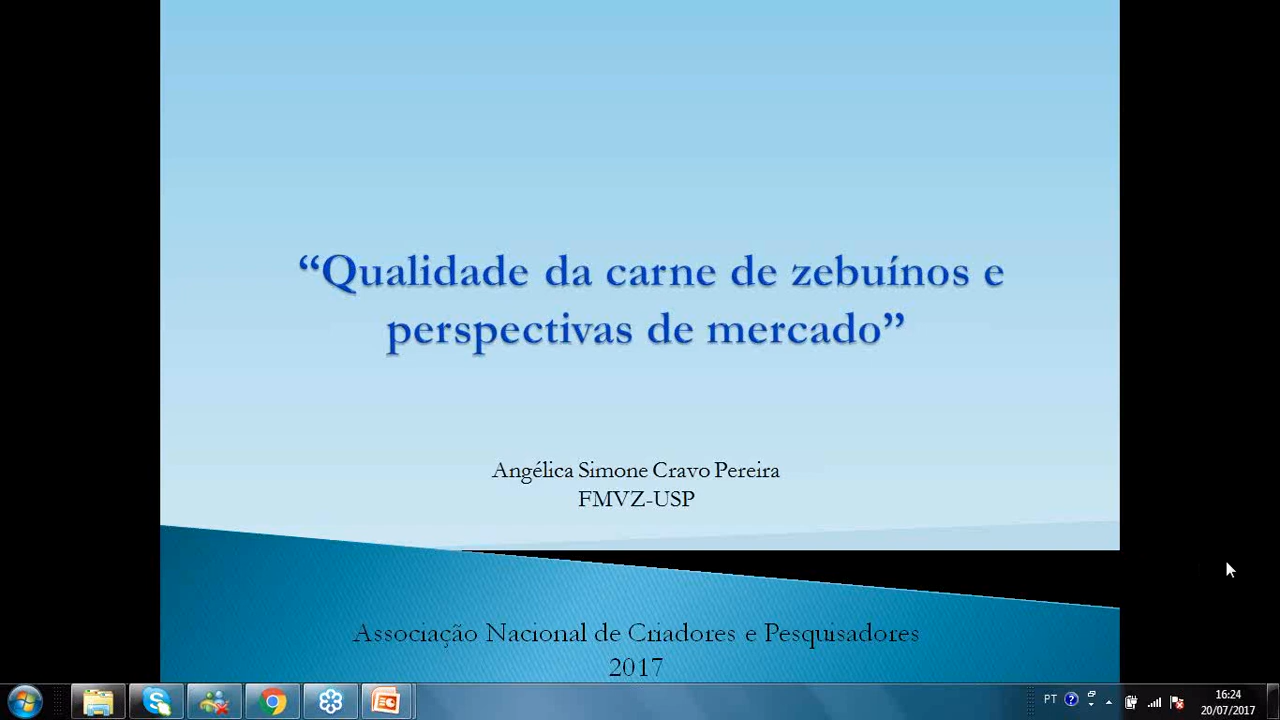 “Qualidade da carne de zebuínos e
perspectivas de mercado”
Angélica Simone Cravo Pereira
FMVZ-USP
Associação Nacional de Criadores e Pesquisadores
2017
PT
16:24
20/07/2017